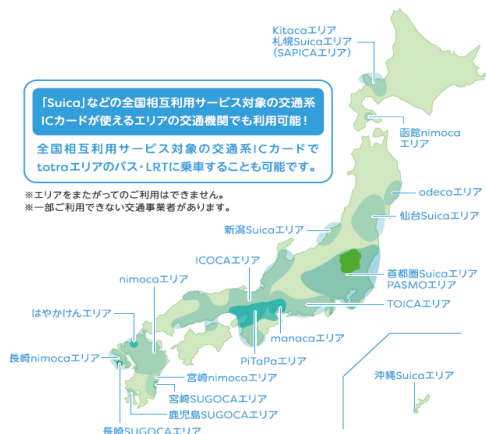 Kitacaエリア
札幌Suicaエリア
（SAPICAエリア）
「Suica」などの全国相互利用サービス対象の交通系
ICカードが使えるエリアの交通機関でも利用可能！
全国相互利用サービス対象の交通系ICカードで
totraエリアのバス・LRTに乗車することも可能です。
※エリアをまたがってのご利用はできません。
※一部ご利用できない交通事業者があります。
函館nimoca
エリア
odecaエリア
仙台Suicaエリア
新潟Suicaエリア
ICOCAエリア
首都圏Suicaエリア
PASMOエリア
nimocaエリア
TOICAエリア
はやかけんエリア
manacaエリア
長崎nimocaエリア
PiTaPaエリア
宮崎nimocaエリア
沖縄Suicaエリア
宮崎SUGOCAエリア
鹿児島SUGOCAエリア
長崎SUGOCAエリア